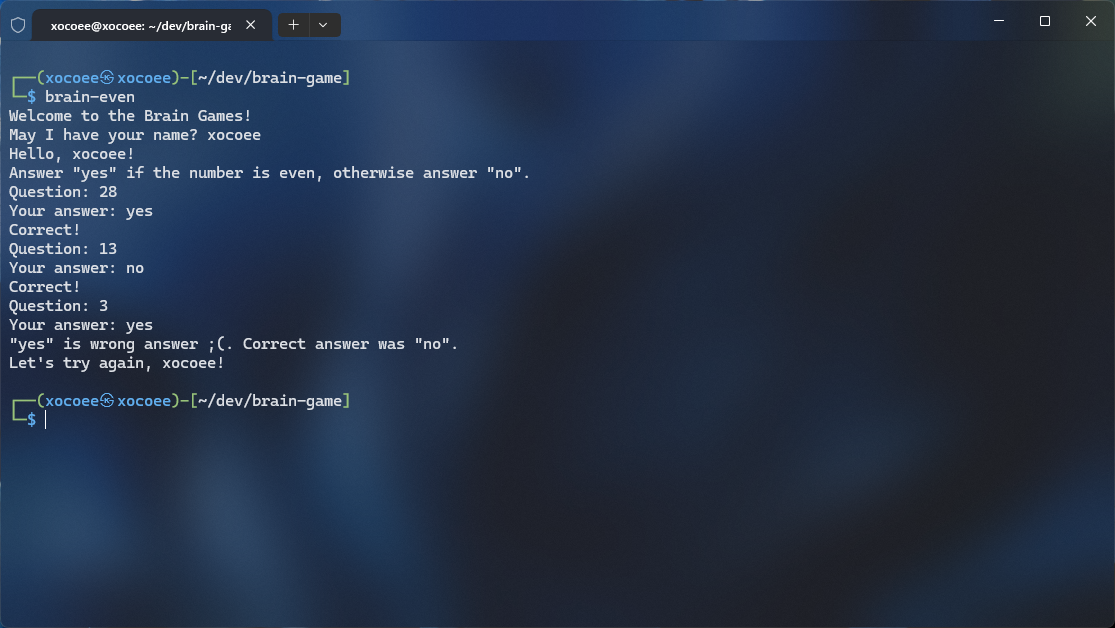 xocoee@xocoee: ~/dev/brain-ga
┌──(xocoee㉿xocoee)-[~/dev/brain-game]
└─$ brain-even
Welcome to the Brain Games!
May I have your name? xocoee
Hello, xocoee!
Answer "yes" if the number is even, otherwise answer "no".
Question: 28
Your answer: yes
Correct!
Question: 13
Your answer: no
Correct!
Question: 3
Your answer: yes
"yes" is wrong answer ;(. Correct answer was "no".
Let's try again, xocoee!
┌──(xocoee㉿xocoee)-[~/dev/brain-game]
└─$